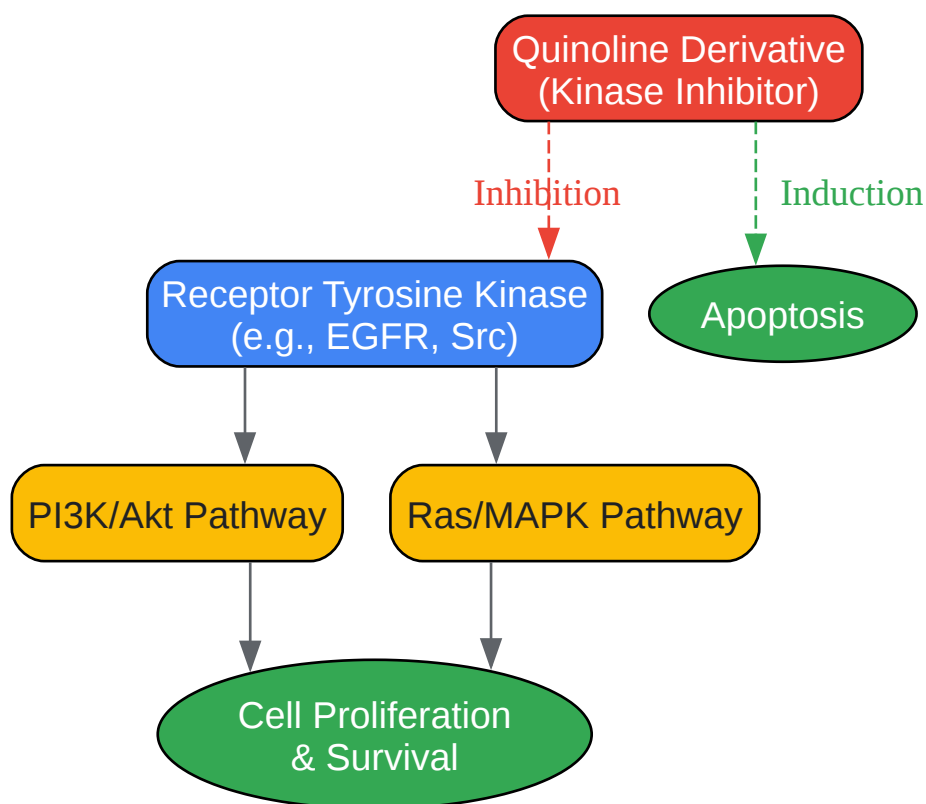 Quinoline Derivative
(Kinase Inhibitor)
Inhibition
Induction
Receptor Tyrosine Kinase
(e.g., EGFR, Src)
Apoptosis
PI3K/Akt Pathway
Ras/MAPK Pathway
Cell Proliferation
& Survival